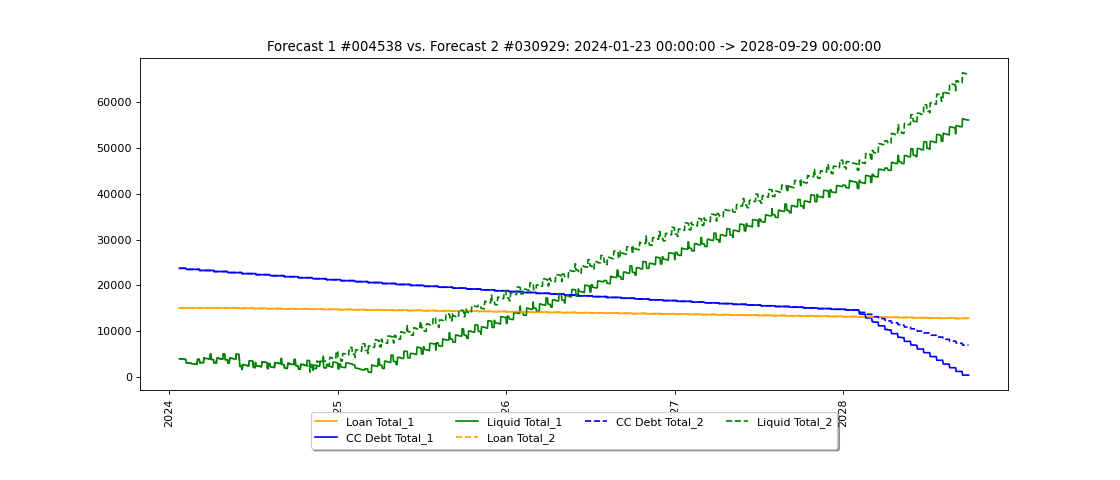 Forecast 1 #004538 vs. Forecast 2 #030929: 2024-01-23 00:00:00 -> 2028-09-29 00:00:00
60000
50000
40000
30000
20000
10000
0
2024
25
26
27
2028
Loan Total_1
Liquid Total_1
CC Debt Total_2
Liquid Total_2
CC Debt Total_1
Loan Total_2